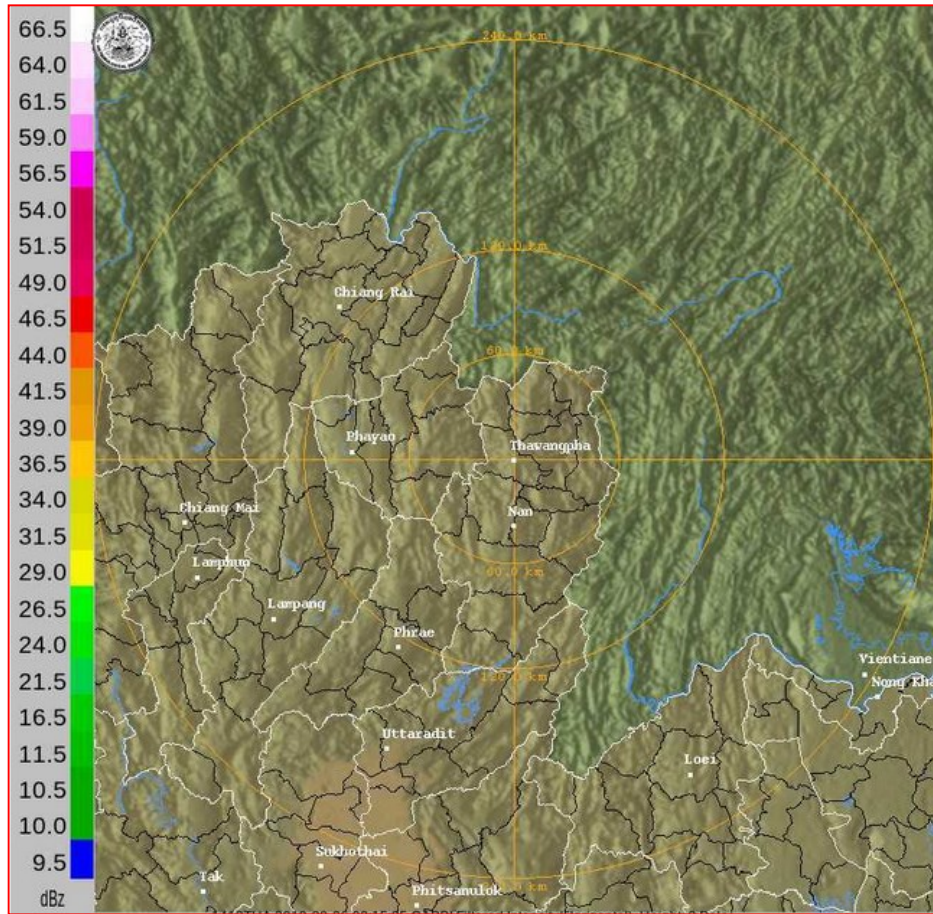 66.5
64.0
61.5
59.0
56.5
54.0
51.5
49.0
46.5
44.0
41.5
39.0
36.5
34.0
31.5
29.0
26.5
24.0
21.5
16.5
11.5
10.5
10.0
9.5
dBz
240.0 km
120.0 km
Chiang Rai
60.0 km
Phayao
Thawangpha
Chiang Mai
Nan
Lamphun
60.0 km
Lampang
Phrae
120.0 km
Vientiane
Nong Kha
Uttaradit
Loei
Sukhothai
Tak
Phitsanulok